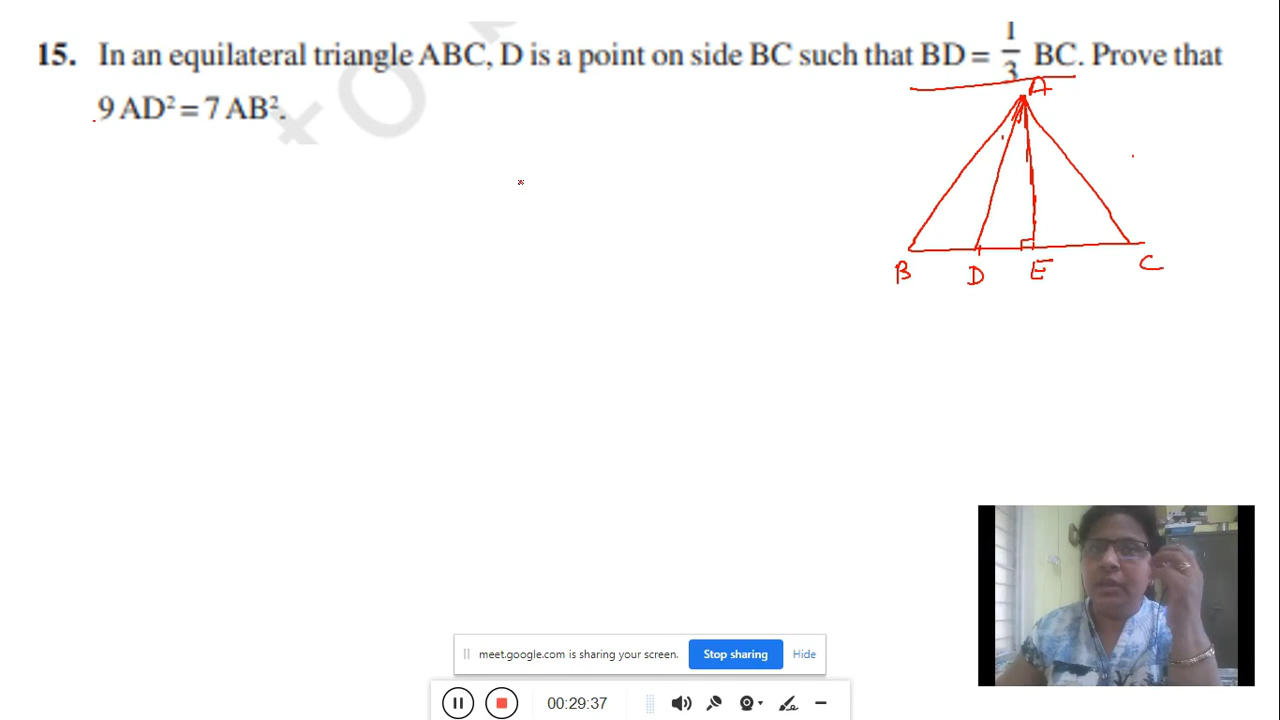 15. In an equilateral triangle ABC, D is a point on side BC such that BD = 1/3 BC. Prove that
9 AD² = 7 AB².
A
B D E C
meet.google.com is sharing your screen. Stop sharing Hide
00:29:37